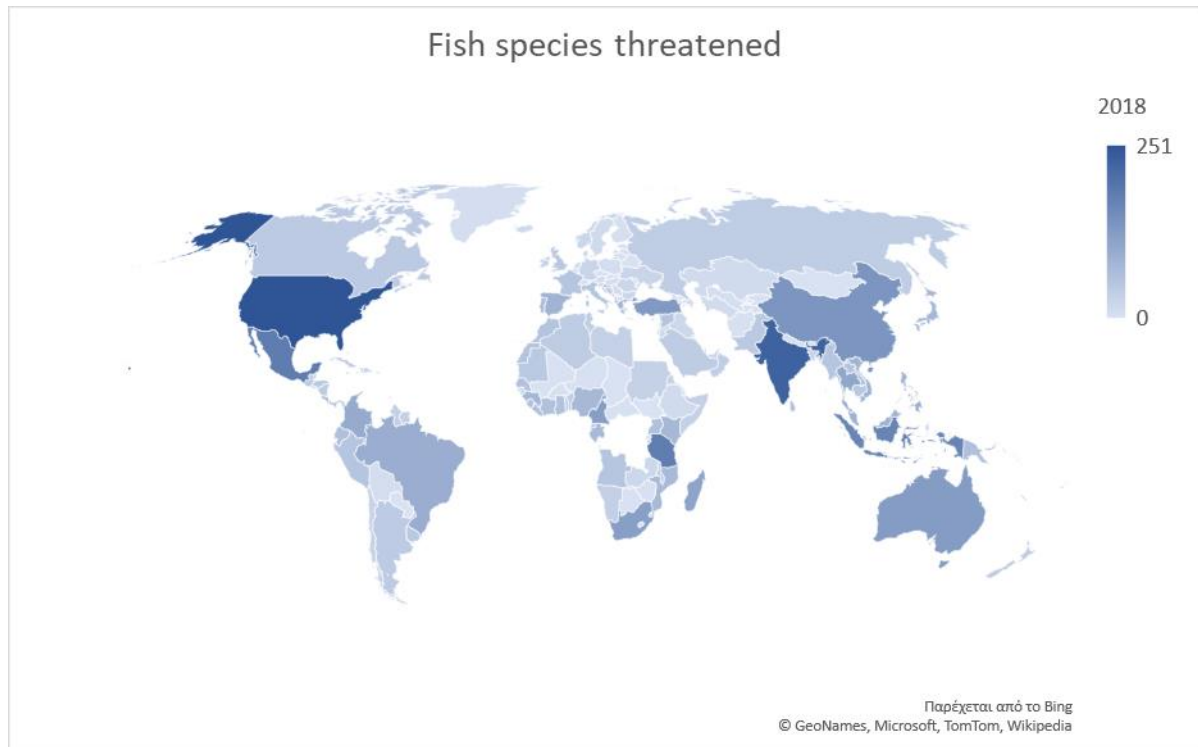 Fish species threatened
2018
251
0
Παρέχεται από το Bing
© GeoNames, Microsoft, TomTom, Wikipedia